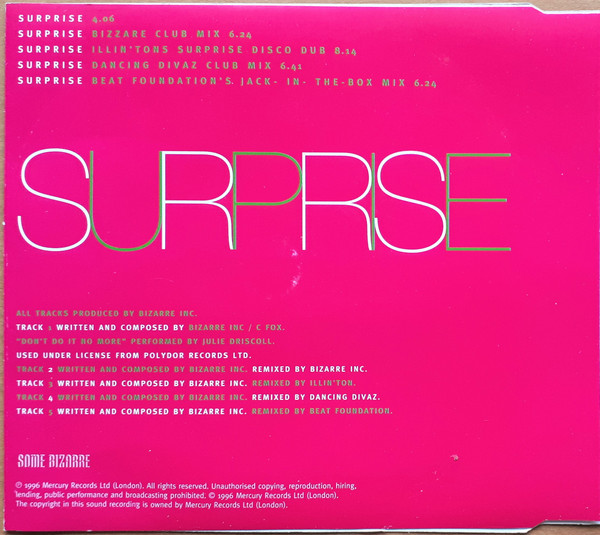 SURPRISE 4.06
SURPRISE BIZZARE CLUB MIX 6.24
SURPRISE ILLIN'TONS SURPRISE DISCO DUB 8.14
SURPRISE DANCING DIVAZ CLUB MIX 6.41
SURPRISE BEAT FOUNDATION'S. JACK- IN- THE-BOX MIX 6.24
SURPRISE
ALL TRACKS PRODUCED BY BIZARRE INC.
TRACK 1 WRITTEN AND COMPOSED BY BIZARRE INC / C FOX.
"DON'T DO IT NO MORE" PERFORMED BY JULIE DRISCOLL.
USED UNDER LICENSE FROM POLYDOR RECORDS LTD.
TRACK 2 WRITTEN AND COMPOSED BY BIZARRE INC. REMIXED BY BIZARRE INC.
TRACK 3 WRITTEN AND COMPOSED BY BIZARRE INC. REMIXED BY ILLIN'TON.
TRACK 4 WRITTEN AND COMPOSED BY BIZARRE INC. REMIXED BY DANCING DIVAZ.
TRACK 5 WRITTEN AND COMPOSED BY BIZARRE INC. REMIXED BY BEAT FOUNDATION.
SOME BIZARRE
℗ 1996 Mercury Records Ltd (London). All rights reserved. Unauthorised copying, reproduction, hiring,
lending, public performance and broadcasting prohibited. © 1996 Mercury Records Ltd (London).
The copyright in this sound recording is owned by Mercury Records Ltd (London).